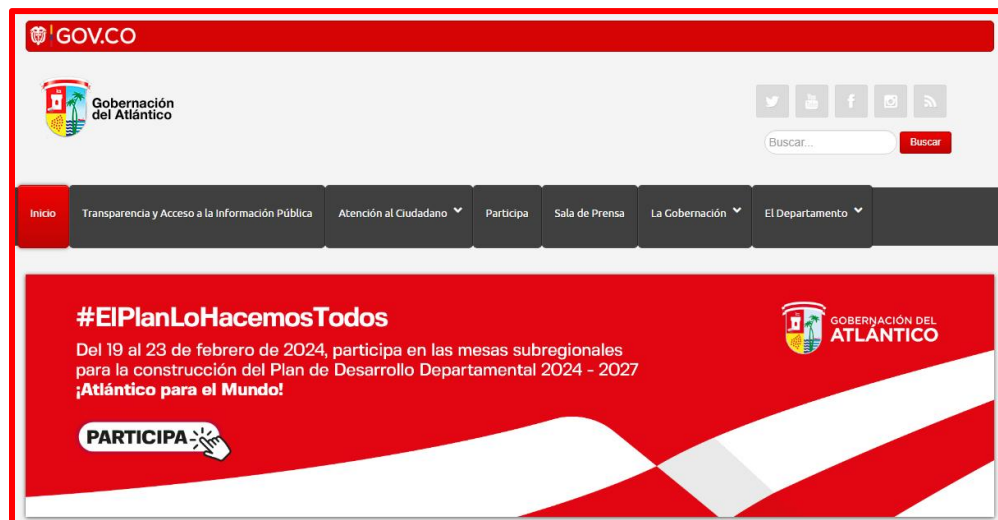 GOV.CO
Gobernación
del Atlántico
You
Buscar...
Buscar
Inicio
Transparencia y Acceso a la Información Pública
Atención al Ciudadano
Participa
Sala de Prensa
La Gobernación
El Departamento
#ElPlanLoHacemosTodos
Del 19 al 23 de febrero de 2024, participa en las mesas subregionales
para la construcción del Plan de Desarrollo Departamental 2024 - 2027
¡Atlántico para el Mundo!
PARTICIPA
GOBERNACIÓN DEL
ATLÁNTICO